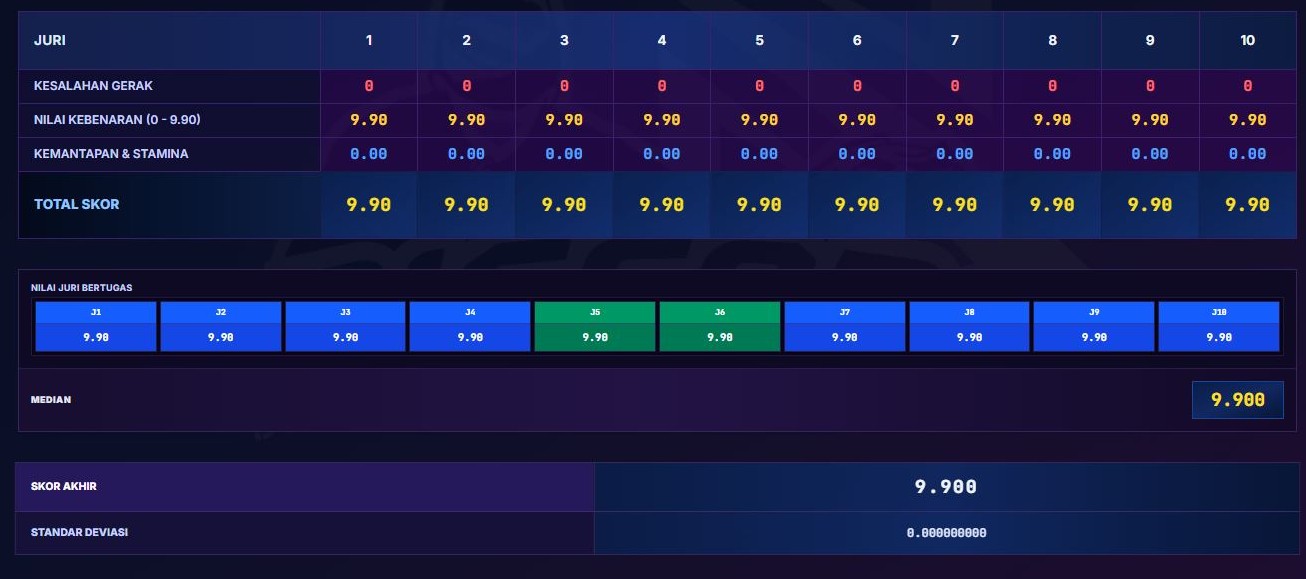 JURI 1 2 3 4 5 6 7 8 9 10
KESALAHAN GERAK 0 0 0 0 0 0 0 0 0 0
NILAI KEBENARAN (0 - 9.90) 9.90 9.90 9.90 9.90 9.90 9.90 9.90 9.90 9.90 9.90
KEMANTAPAN & STAMINA 0.00 0.00 0.00 0.00 0.00 0.00 0.00 0.00 0.00 0.00
TOTAL SKOR 9.90 9.90 9.90 9.90 9.90 9.90 9.90 9.90 9.90 9.90
NILAI JURI BERTUGAS
J1 J2 J3 J4 J5 J6 J7 J8 J9 J10
9.90 9.90 9.90 9.90 9.90 9.90 9.90 9.90 9.90 9.90
MEDIAN 9.900
SKOR AKHIR 9.900
STANDAR DEVIASI 0.000000000